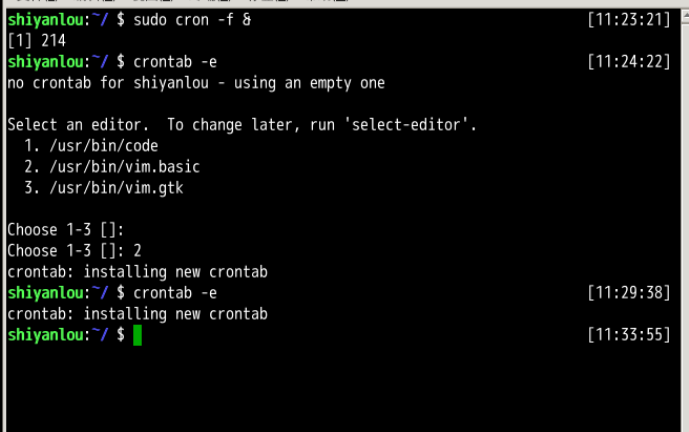 shiyanlou:~/ $ sudo cron -f & [11:23:21]
[1] 214
shiyanlou:~/ $ crontab -e [11:24:22]
no crontab for shiyanlou - using an empty one
Select an editor.  To change later, run 'select-editor'.
  1. /usr/bin/code
  2. /usr/bin/vim.basic
  3. /usr/bin/vim.gtk
Choose 1-3 []:
Choose 1-3 []: 2
crontab: installing new crontab
shiyanlou:~/ $ crontab -e [11:29:38]
crontab: installing new crontab
shiyanlou:~/ $ [11:33:55]